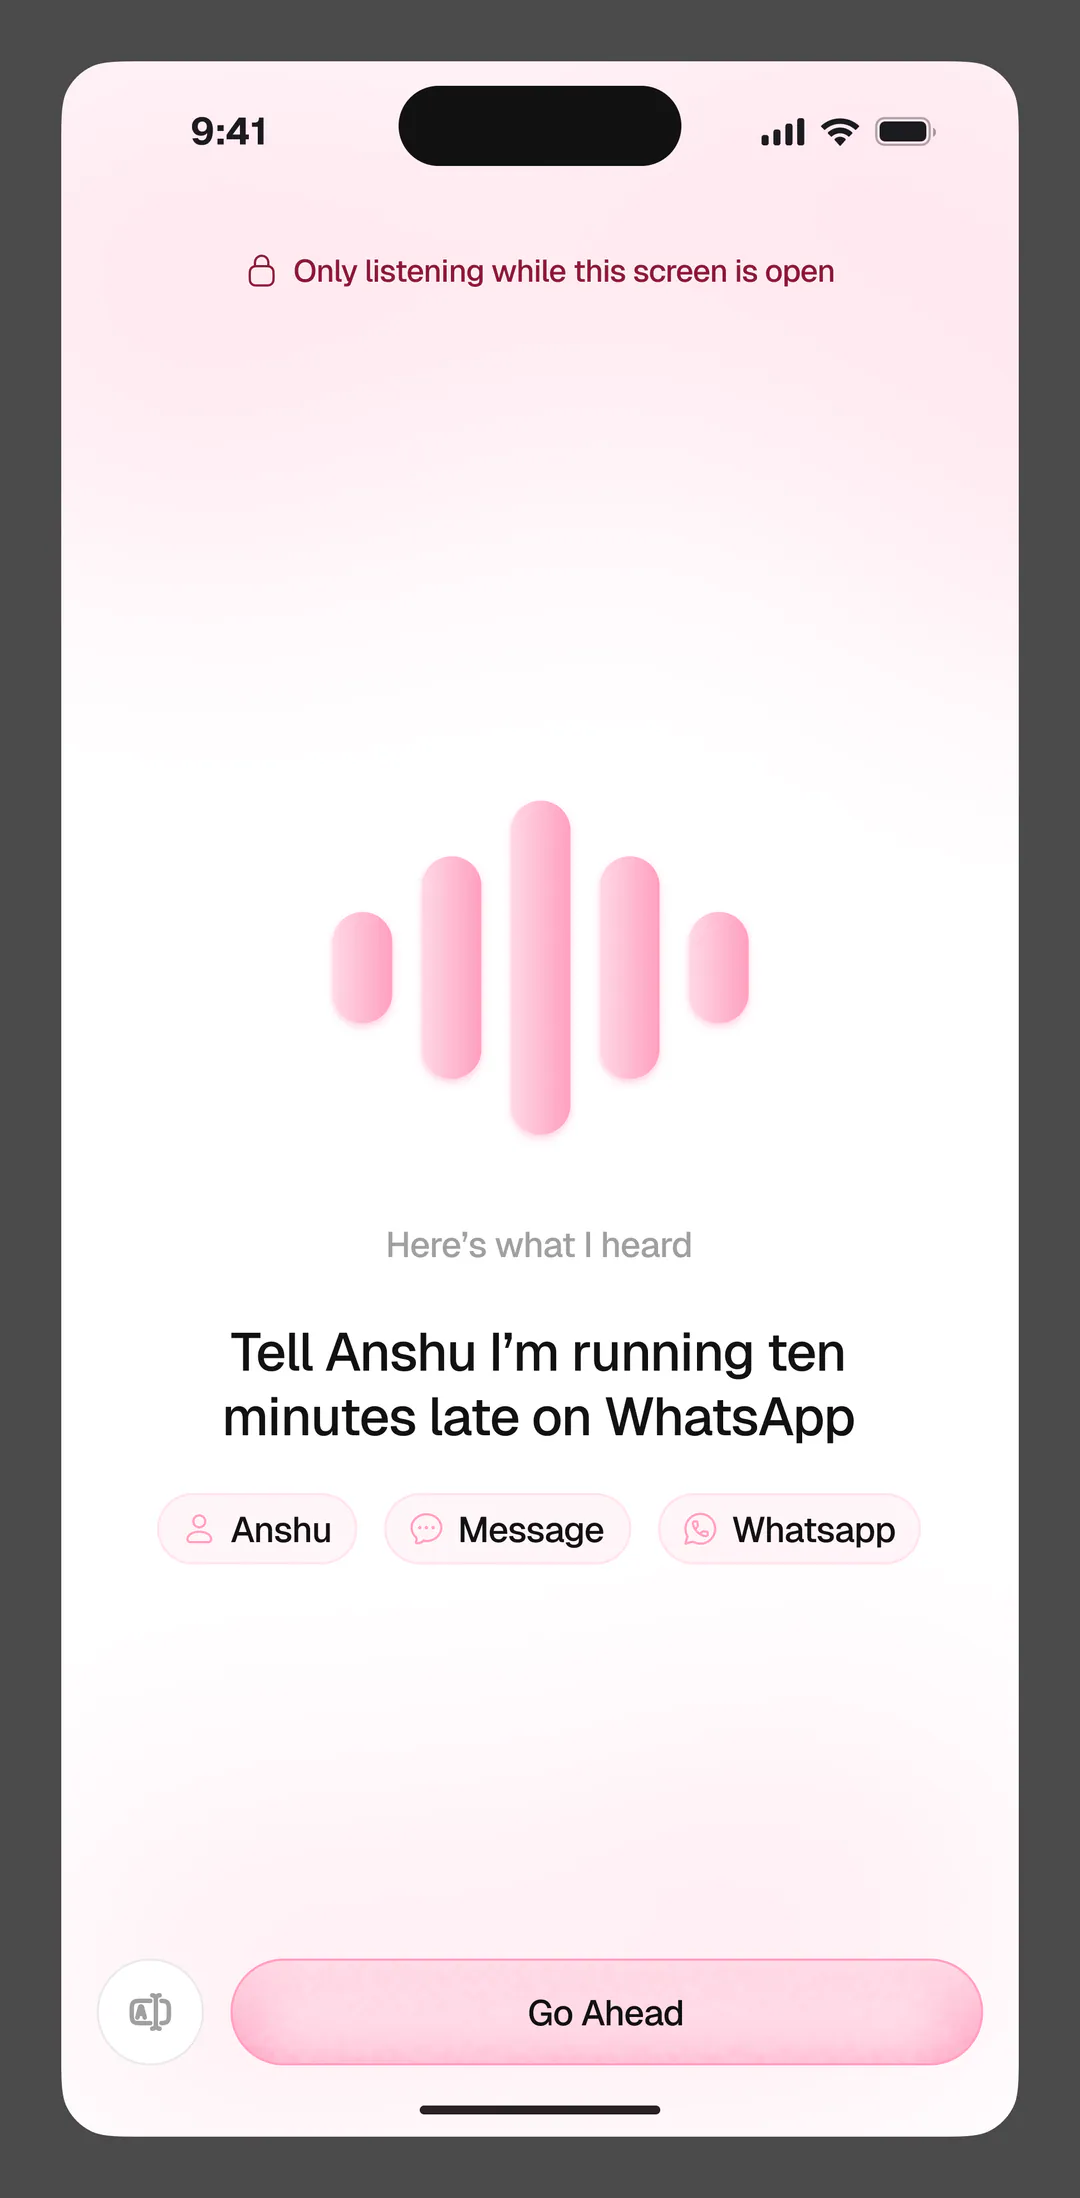 9:41
Only listening while this screen is open
Here’s what I heard
Tell Anshu I’m running ten
minutes late on WhatsApp
Anshu
Message
Whatsapp
A
Go Ahead